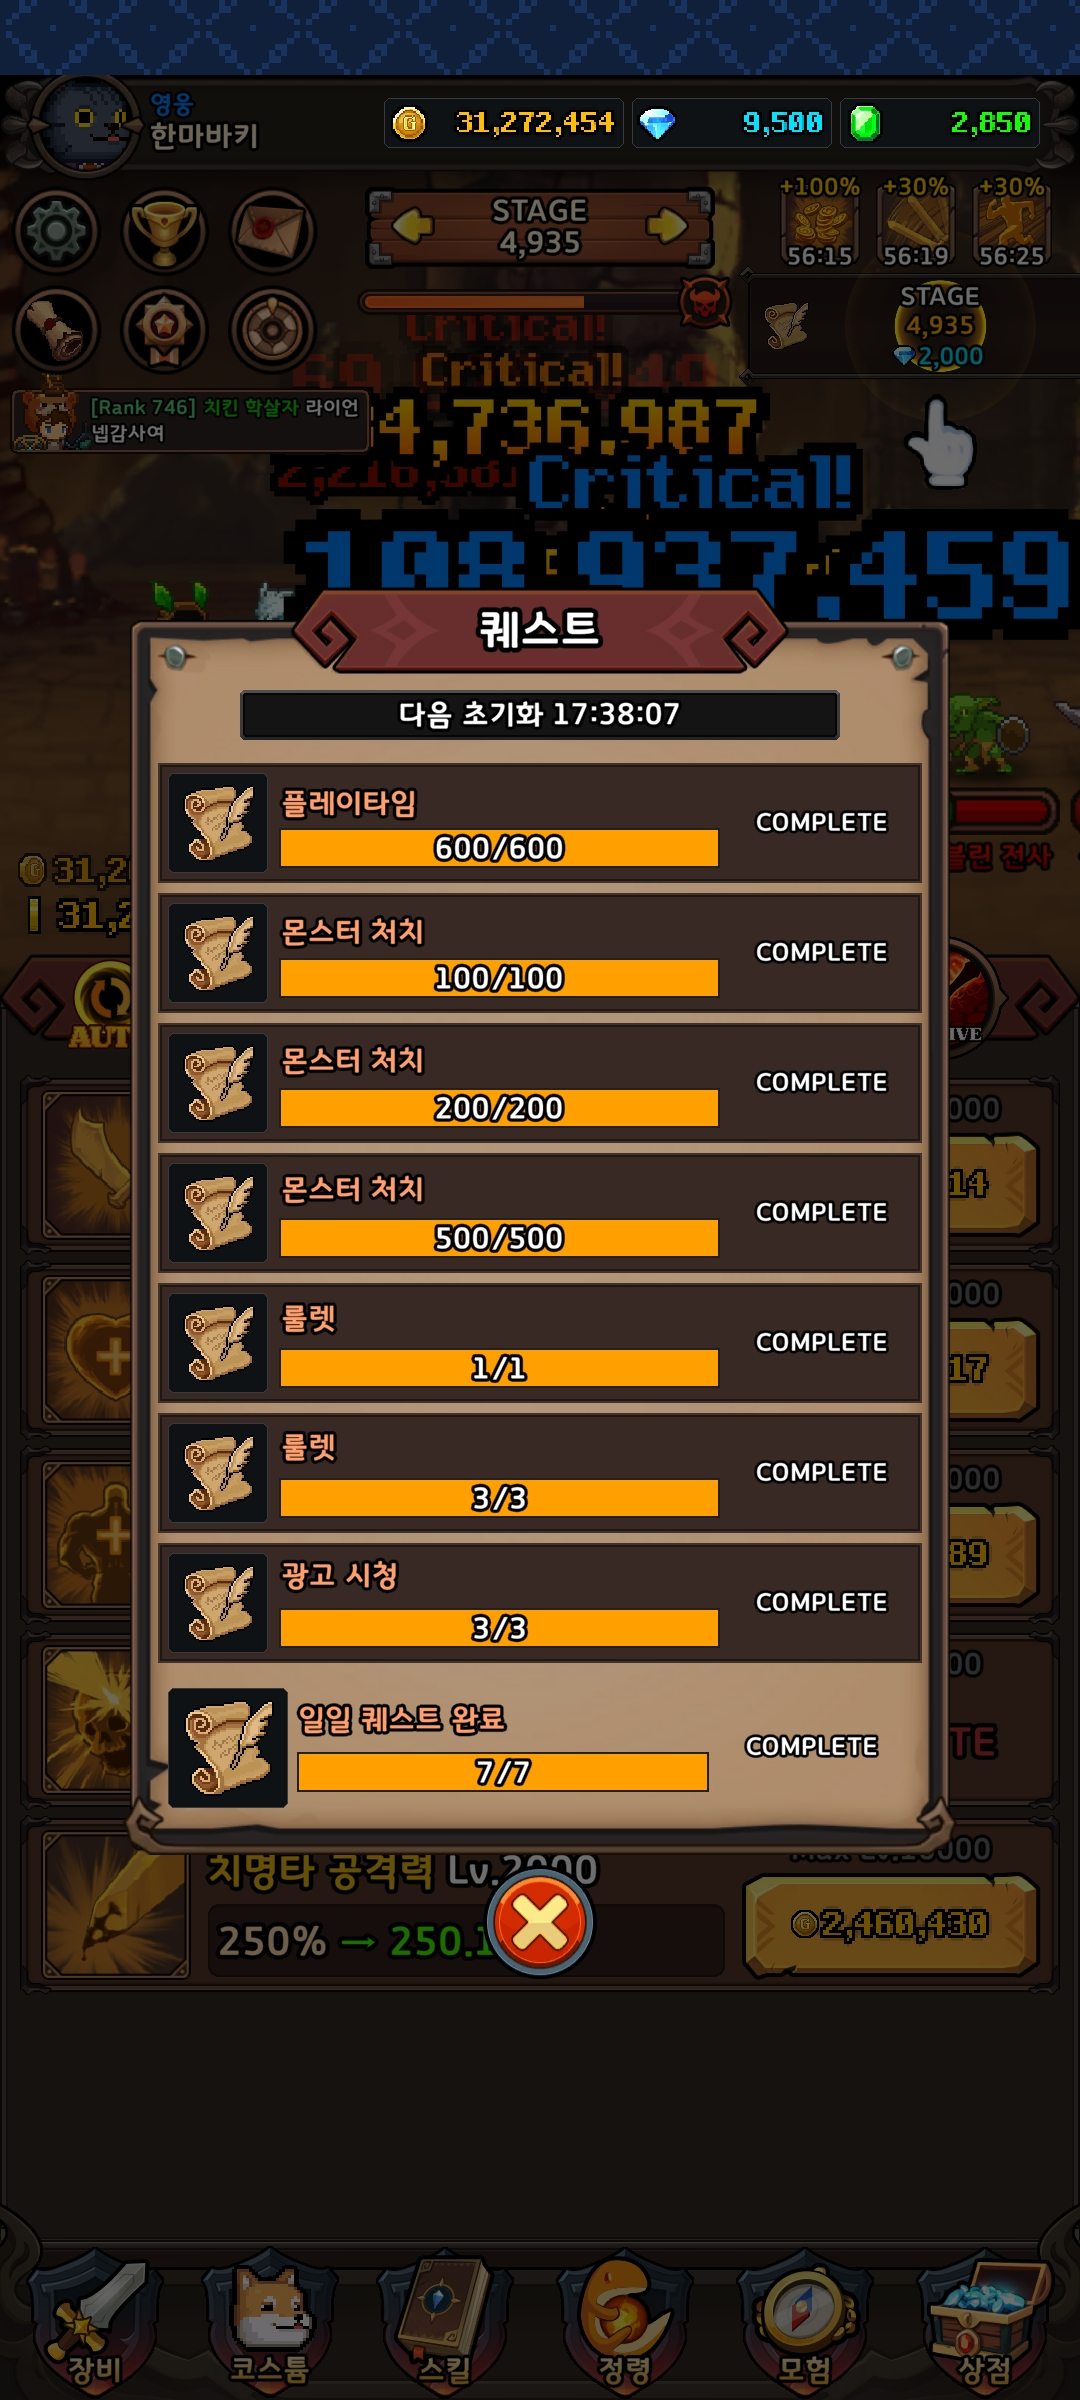 영웅
한마바키
31,272,454
9,500
2,850
STAGE
4,935
+100%
+30%
+30%
56:15
56:19
56:25
STAGE
4,935
2,000
Critical!
Critical!
[Rank 746] 치킨 학살자 라이언
넵감사여
4,736,987
Critical!
108,937,459
퀘스트
다음 초기화 17:38:07
플레이타임
600/600
COMPLETE
몬스터 처치
100/100
COMPLETE
몬스터 처치
200/200
COMPLETE
몬스터 처치
500/500
COMPLETE
룰렛
1/1
COMPLETE
룰렛
3/3
COMPLETE
광고 시청
3/3
COMPLETE
일일 퀘스트 완료
7/7
COMPLETE
치명타 공격력 Lv.2000
250% → 250.1
2,460,430
장비
코스튬
스킬
정령
모험
상점